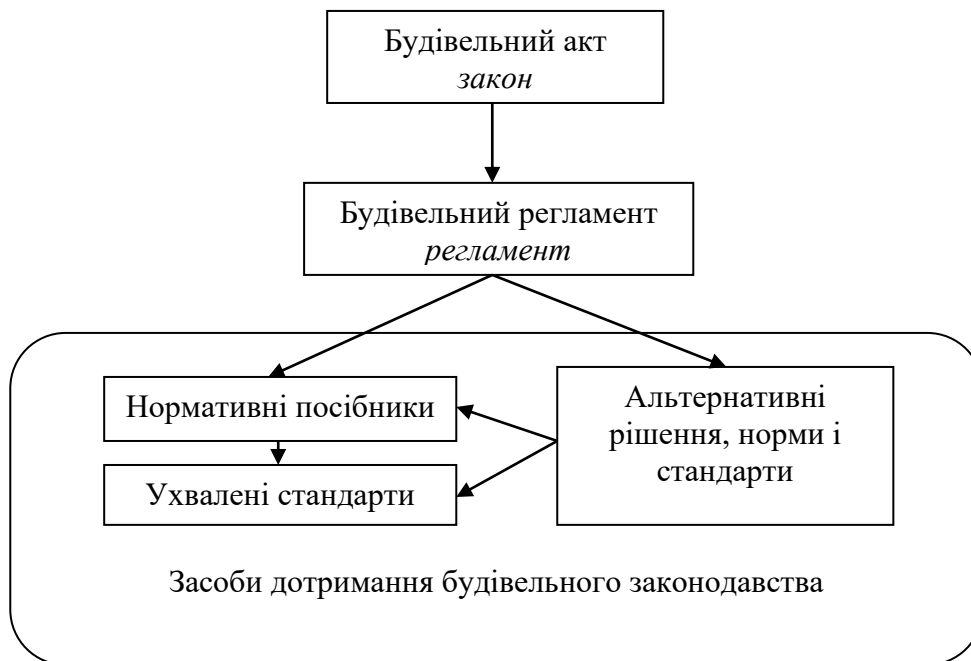 Будівельний акт
закон
Будівельний регламент
регламент
Нормативні посібники
Ухвалені стандарти
Альтернативні
рішення, норми і
стандарти
Засоби дотримання будівельного законодавства